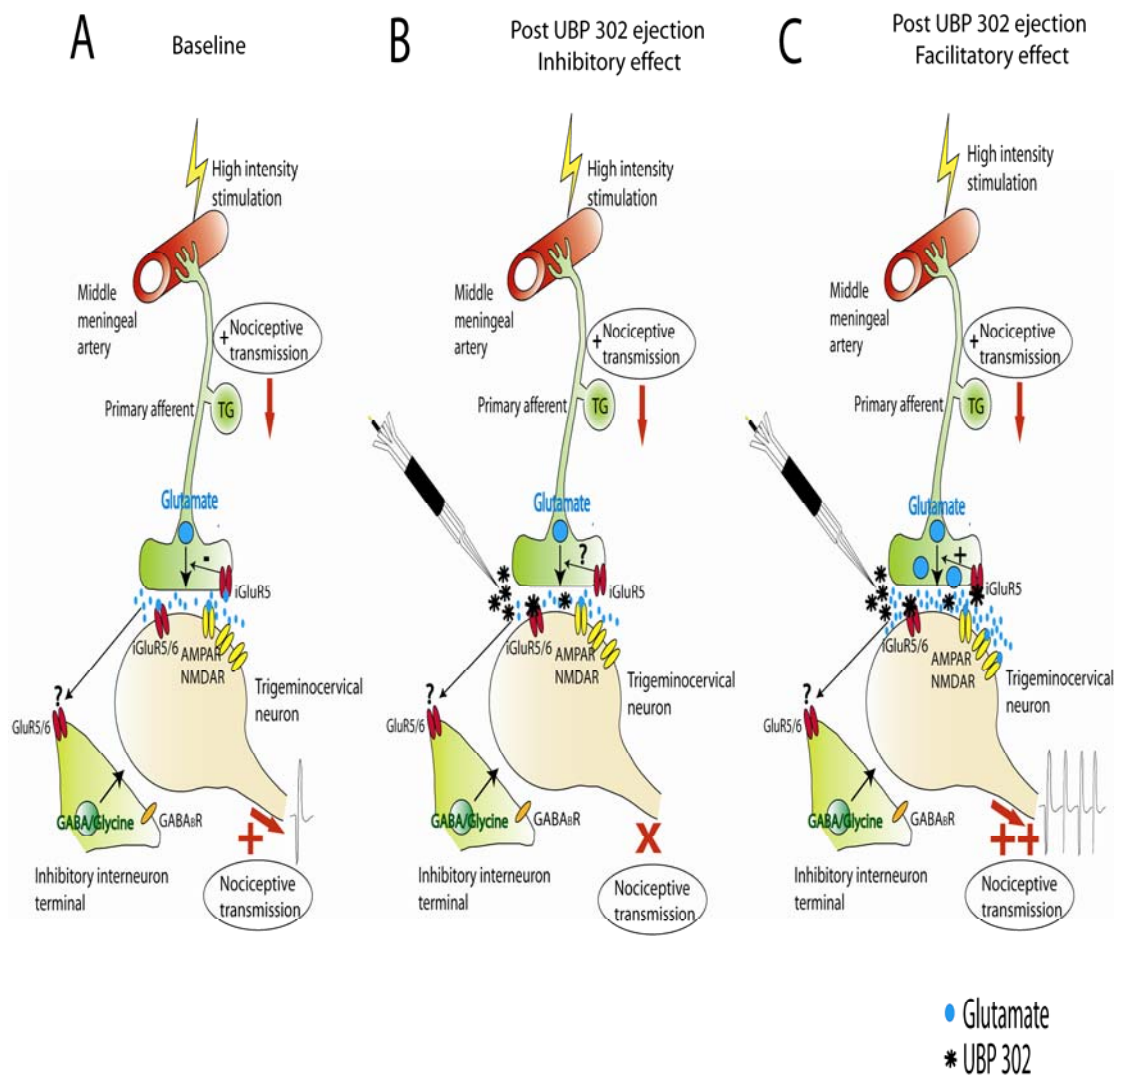 A
Baseline
High intensity
stimulation
Middle
meningeal
artery
+
Nociceptive
transmission
Primary afferent
TG
Glutamate
-
iGluR5
iGluR5/6
AMPAR
NMDAR
Trigeminocervical
neuron
?
GluR5/6
GABA/Glycine
GABABR
+
Inhibitory interneuron
terminal
Nociceptive
transmission
B
Post UBP 302 ejection
Inhibitory effect
High intensity
stimulation
Middle
meningeal
artery
+
Nociceptive
transmission
Primary afferent
TG
Glutamate
?
iGluR5
iGluR5/6
AMPAR
NMDAR
Trigeminocervical
neuron
?
GluR5/6
GABA/Glycine
GABABR
X
Inhibitory interneuron
terminal
Nociceptive
transmission
C
Post UBP 302 ejection
Facilitatory effect
High intensity
stimulation
Middle
meningeal
artery
+
Nociceptive
transmission
Primary afferent
TG
Glutamate
+
iGluR5
iGluR5/6
AMPAR
NMDAR
Trigeminocervical
neuron
?
GluR5/6
GABA/Glycine
GABABR
++
Inhibitory interneuron
terminal
Nociceptive
transmission
Glutamate
UBP 302